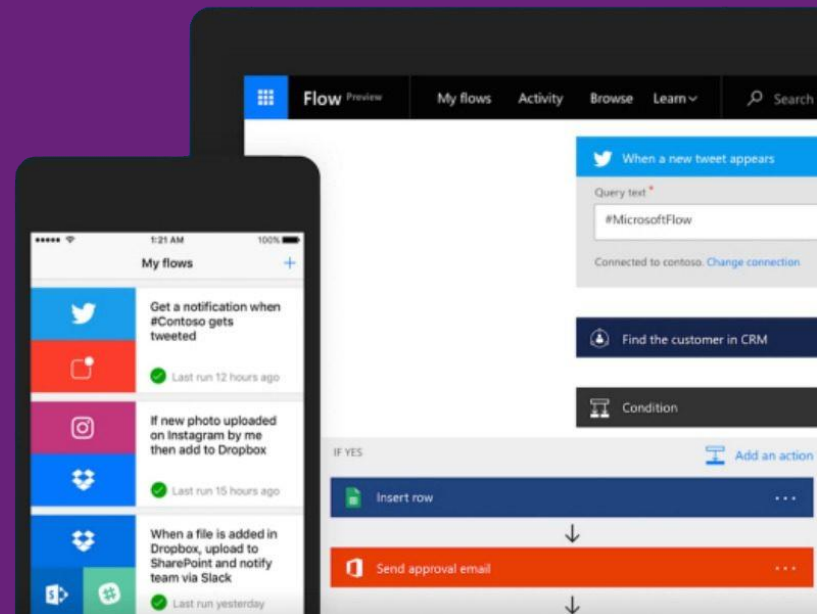 Flow Preview
My flows
Activity
Browse
Learn
Search
When a new tweet appears
Query text *
#MicrosoftFlow
Connected to contoso. Change connection
Find the customer in CRM
Condition
IF YES
Add an action
Insert row
Send approval email
1:21 AM
100%
My flows
Get a notification when
#Contoso gets
tweeted
Last run 12 hours ago
If new photo uploaded
on Instagram by me
then add to Dropbox
Last run 15 hours ago
When a file is added in
Dropbox, upload to
SharePoint and notify
team via Slack
Last run yesterday